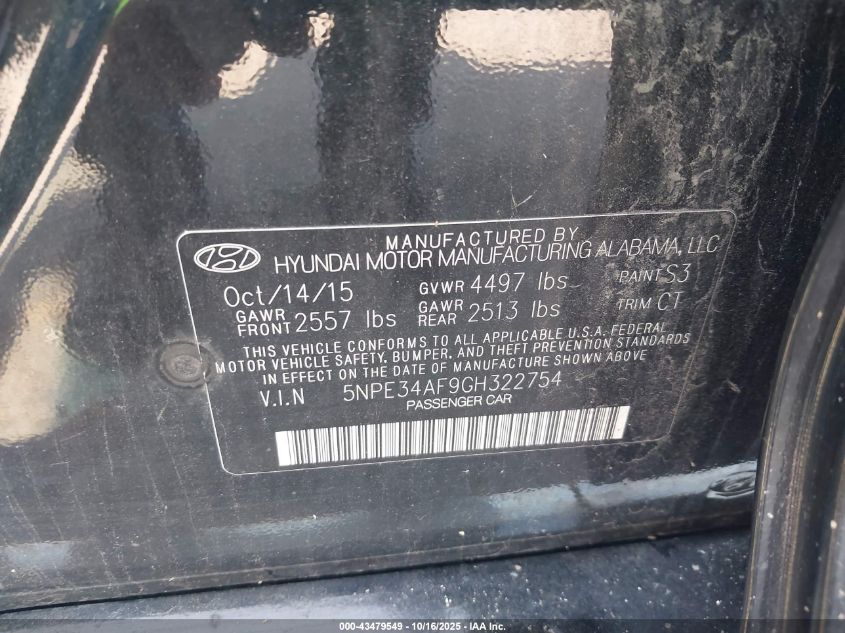 MANUFACTURED BY
HYUNDAI MOTOR MANUFACTURING ALABAMA, LLC
Oct/14/15 GVWR 4497 lbs PAINT S3
GAWR FRONT 2557 lbs GAWR REAR 2513 lbs TRIM CT
THIS VEHICLE CONFORMS TO ALL APPLICABLE U.S.A. FEDERAL
MOTOR VEHICLE SAFETY, BUMPER, AND THEFT PREVENTION STANDARDS
IN EFFECT ON THE DATE OF MANUFACTURE SHOWN ABOVE
V.I.N 5NPE34AF9GH322754
PASSENGER CAR
000-43479549 | 10/16/2025 - IAA Inc.